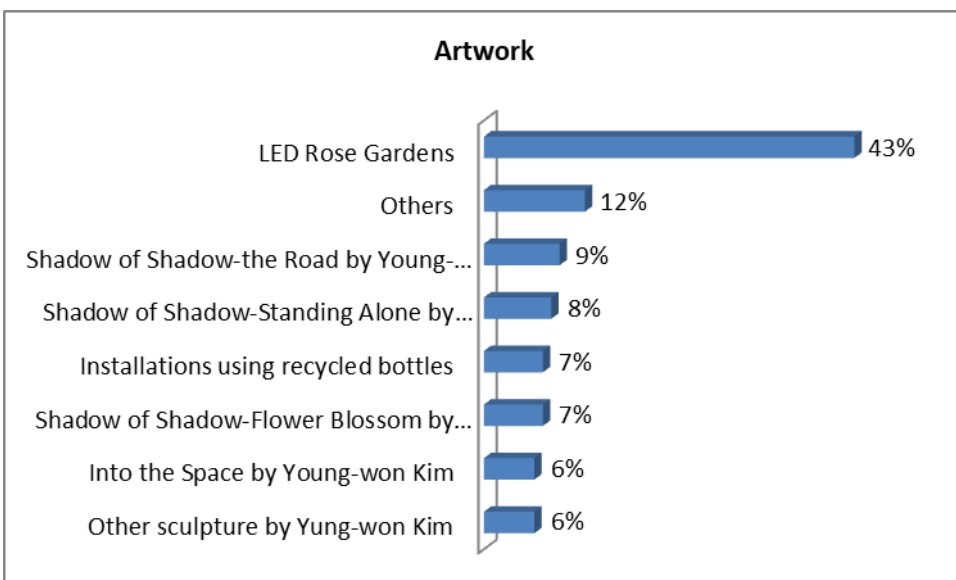 Artwork
LED Rose Gardens 43%
Others 12%
Shadow of Shadow-the Road by Young-... 9%
Shadow of Shadow-Standing Alone by... 8%
Installations using recycled bottles 7%
Shadow of Shadow-Flower Blossom by... 7%
Into the Space by Young-won Kim 6%
Other sculpture by Yung-won Kim 6%